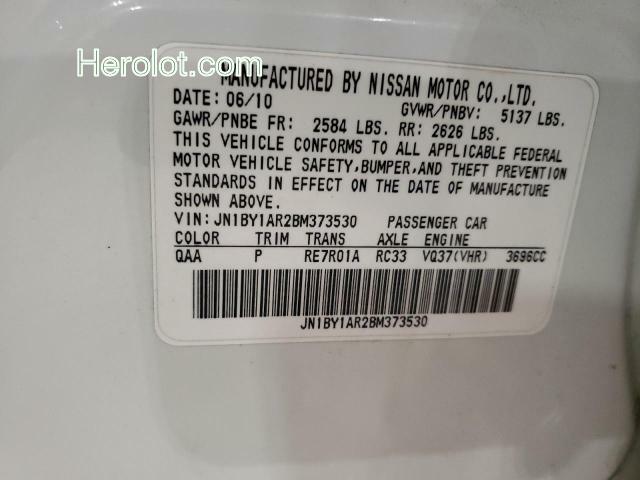 Herolot.com
MANUFACTURED BY NISSAN MOTOR CO.,LTD.
DATE: 06/10 GVWR/PNBV: 5137 LBS.
GAWR/PNBE FR: 2584 LBS. RR: 2626 LBS.
THIS VEHICLE CONFORMS TO ALL APPLICABLE FEDERAL
MOTOR VEHICLE SAFETY,BUMPER,AND THEFT PREVENTION
STANDARDS IN EFFECT ON THE DATE OF MANUFACTURE
SHOWN ABOVE.
VIN:JN1BY1AR2BM373530 PASSENGER CAR
COLOR TRIM TRANS AXLE ENGINE
QAA P RE7R01A RC33 VQ37(VHR) 3696CC
JN1BY1AR2BM373530